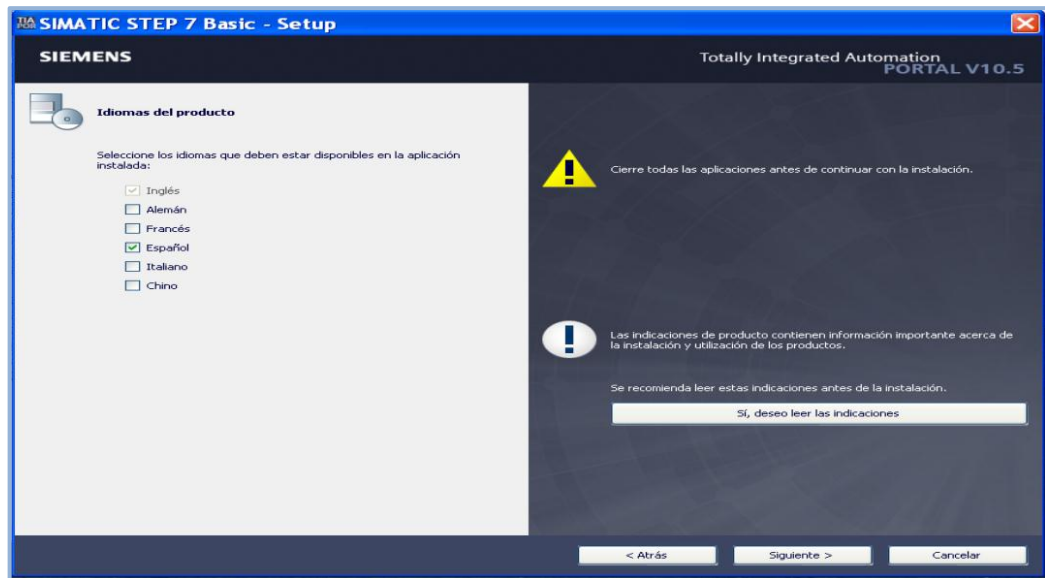 SIMATIC STEP 7 Basic - Setup
SIEMENS
Totally Integrated Automation
PORTAL V10.5
Idiomas del producto
Seleccione los idiomas que deben estar disponibles en la aplicación
instalada:
Inglés
Alemán
Francés
Español
Italiano
Chino
Cierre todas las aplicaciones antes de continuar con la instalación.
Las indicaciones de producto contienen información importante acerca de
la instalación y utilización de los productos.
Se recomienda leer estas indicaciones antes de la instalación.
Sí, deseo leer las indicaciones
< Atrás
Siguiente >
Cancelar